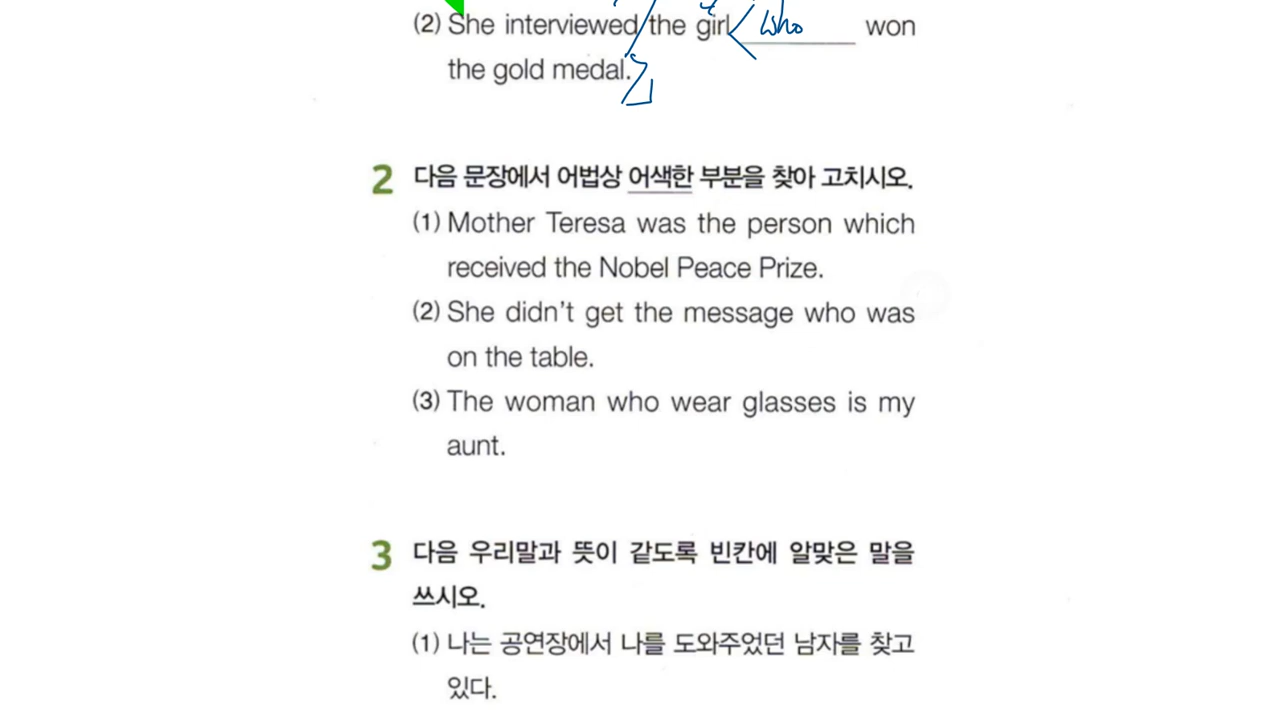 (2) She interviewed the girl who won
the gold medal.
2 다음 문장에서 어법상 어색한 부분을 찾아 고치시오.
(1) Mother Teresa was the person which
received the Nobel Peace Prize.
(2) She didn't get the message who was
on the table.
(3) The woman who wear glasses is my
aunt.
3 다음 우리말과 뜻이 같도록 빈칸에 알맞은 말을
쓰시오.
(1) 나는 공연장에서 나를 도와주었던 남자를 찾고
있다.